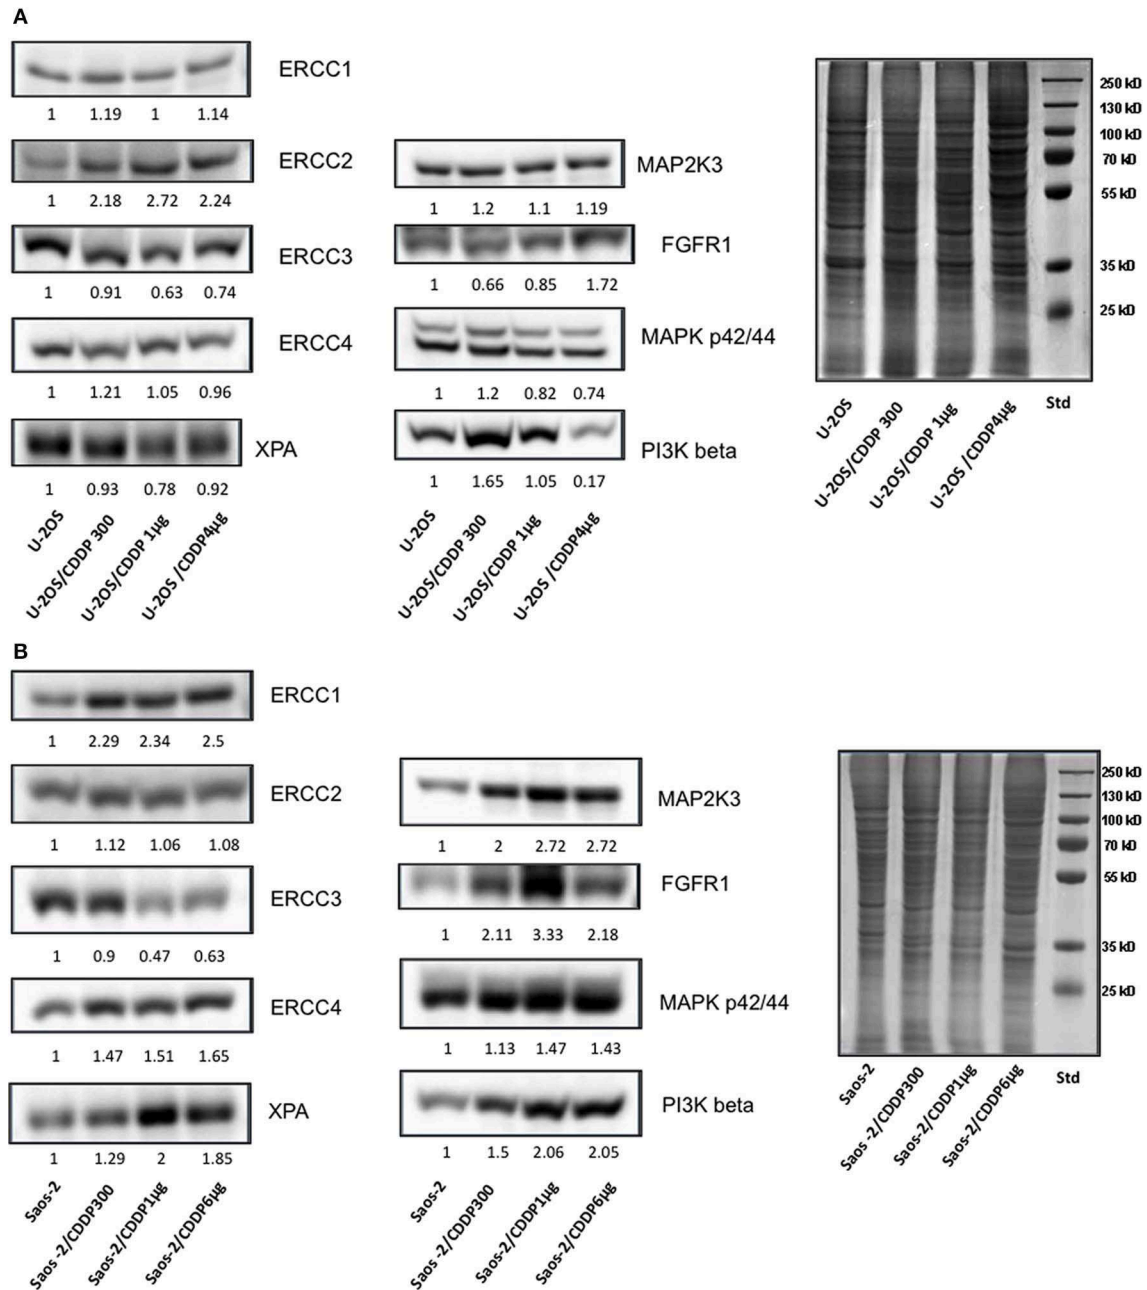 A
ERCC1
1 1.19 1 1.14
ERCC2
1 2.18 2.72 2.24
ERCC3
1 0.91 0.63 0.74
ERCC4
1 1.21 1.05 0.96
XPA
1 0.93 0.78 0.92
U-2OS
U-2OS/CDDP 300
U-2OS/CDDP 1µg
U-2OS /CDDP4µg
MAP2K3
1 1.2 1.1 1.19
FGFR1
1 0.66 0.85 1.72
MAPK p42/44
1 1.2 0.82 0.74
PI3K beta
1 1.65 1.05 0.17
U-2OS
U-2OS/CDDP 300
U-2OS/CDDP 1µg
U-2OS /CDDP4µg
250 kD
130 kD
100 kD
70 kD
55 kD
35 kD
25 kD
U-2OS
U-2OS/CDDP 300
U-2OS/CDDP 1µg
U-2OS /CDDP4µg
Std
B
ERCC1
1 2.29 2.34 2.5
ERCC2
1 1.12 1.06 1.08
ERCC3
1 0.9 0.47 0.63
ERCC4
1 1.47 1.51 1.65
XPA
1 1.29 2 1.85
Saos-2
Saos -2/CDDP300
Saos-2/CDDP1µg
Saos-2/CDDP6µg
MAP2K3
1 2 2.72 2.72
FGFR1
1 2.11 3.33 2.18
MAPK p42/44
1 1.13 1.47 1.43
PI3K beta
1 1.5 2.06 2.05
Saos-2
Saos -2/CDDP300
Saos-2/CDDP1µg
Saos-2/CDDP6µg
250 kD
130 kD
100 kD
70 kD
55 kD
35 kD
25 kD
Saos-2
Saos -2/CDDP300
Saos-2/CDDP1µg
Saos-2/CDDP6µg
Std